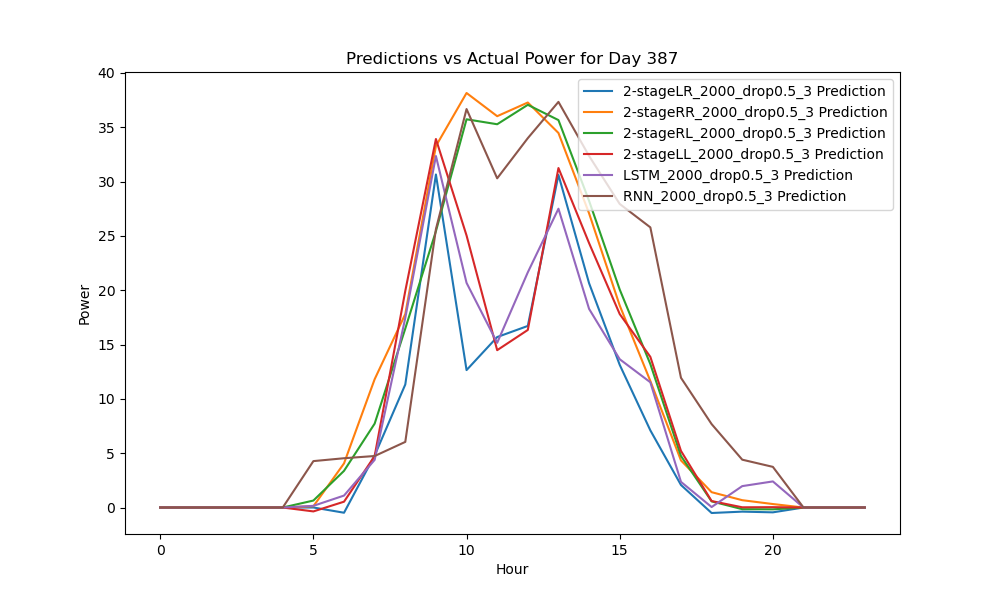 Predictions vs Actual Power for Day 387
40
35
30
25
20
15
10
5
0
Power
2-stageLR_2000_drop0.5_3 Prediction
2-stageRR_2000_drop0.5_3 Prediction
2-stageRL_2000_drop0.5_3 Prediction
2-stageLL_2000_drop0.5_3 Prediction
LSTM_2000_drop0.5_3 Prediction
RNN_2000_drop0.5_3 Prediction
0 5 10 15 20
Hour